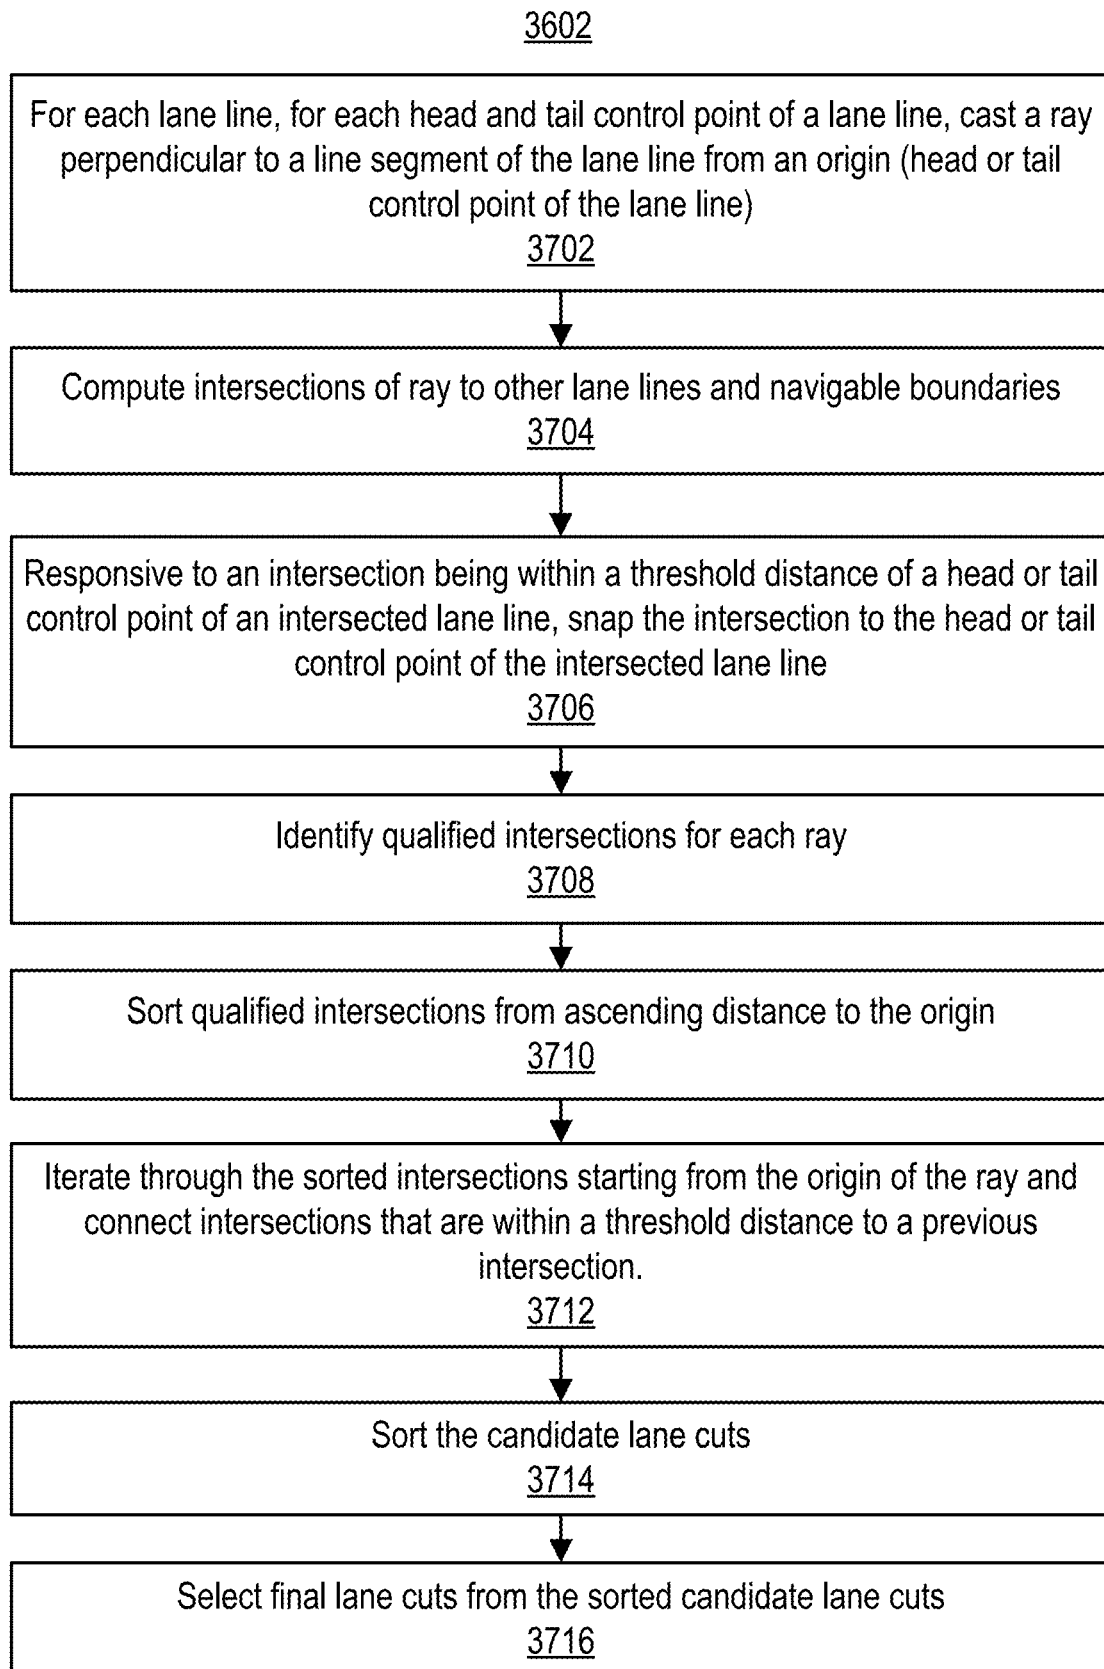 3602
For each lane line, for each head and tail control point of a lane line, cast a ray
perpendicular to a line segment of the lane line from an origin (head or tail
control point of the lane line)
3702
Compute intersections of ray to other lane lines and navigable boundaries
3704
Responsive to an intersection being within a threshold distance of a head or tail
control point of an intersected lane line, snap the intersection to the head or tail
control point of the intersected lane line
3706
Identify qualified intersections for each ray
3708
Sort qualified intersections from ascending distance to the origin
3710
Iterate through the sorted intersections starting from the origin of the ray and
connect intersections that are within a threshold distance to a previous
intersection.
3712
Sort the candidate lane cuts
3714
Select final lane cuts from the sorted candidate lane cuts
3716